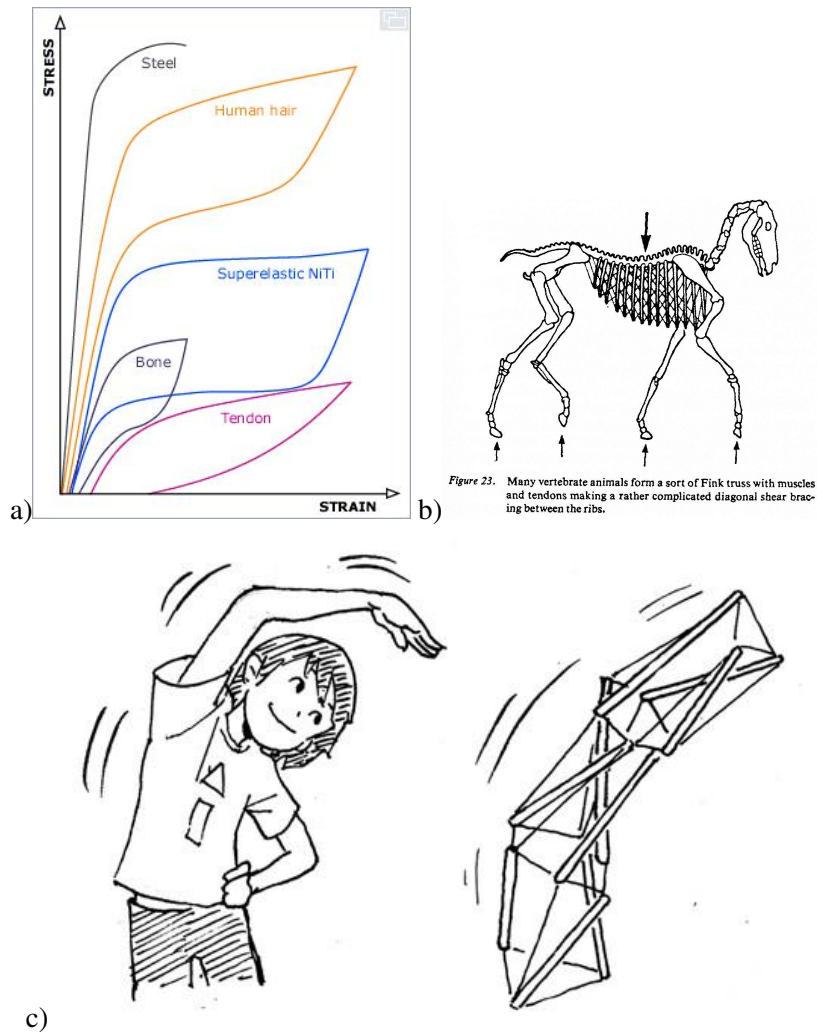 STRESS
Steel
Human hair
Superelastic NiTi
Bone
Tendon
STRAIN
a)
b)
Figure 23. Many vertebrate animals form a sort of Fink truss with muscles
and tendons making a rather complicated diagonal shear brac-
ing between the ribs.
c)